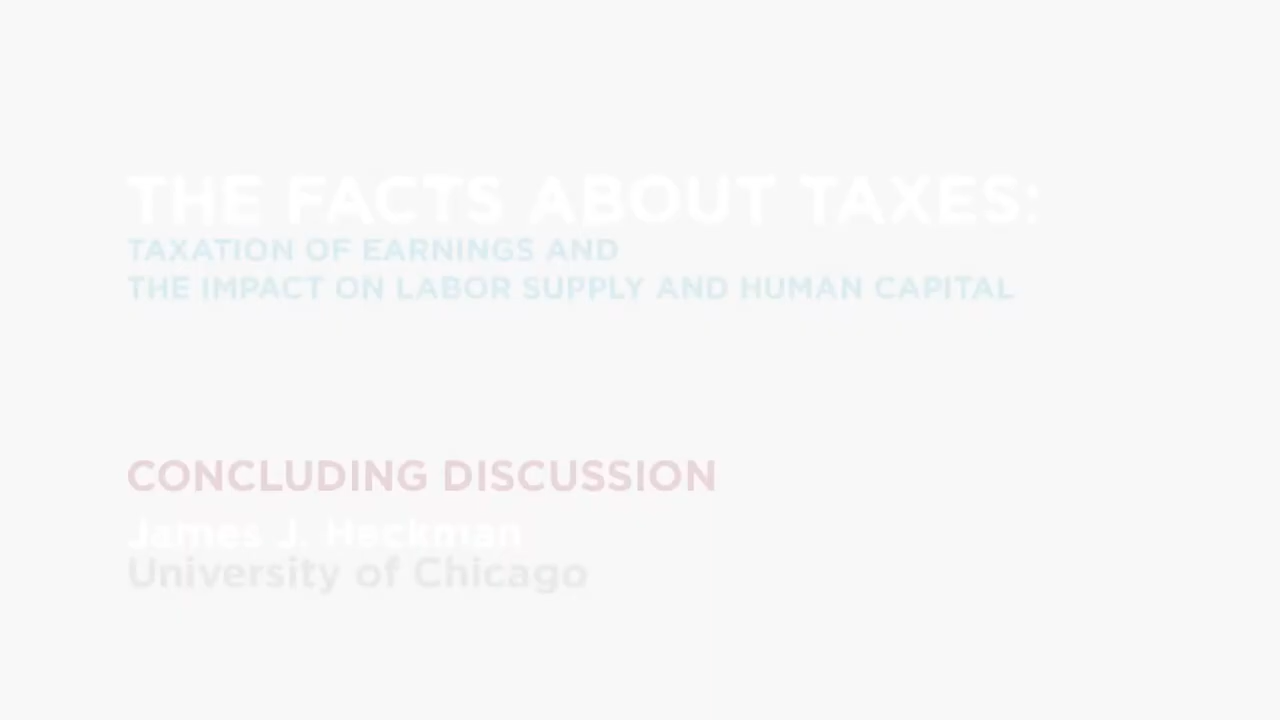 THE FACTS ABOUT TAXES:
TAXATION OF EARNINGS AND
THE IMPACT ON LABOR SUPPLY AND HUMAN CAPITAL
CONCLUDING DISCUSSION
James J. Heckman
University of Chicago